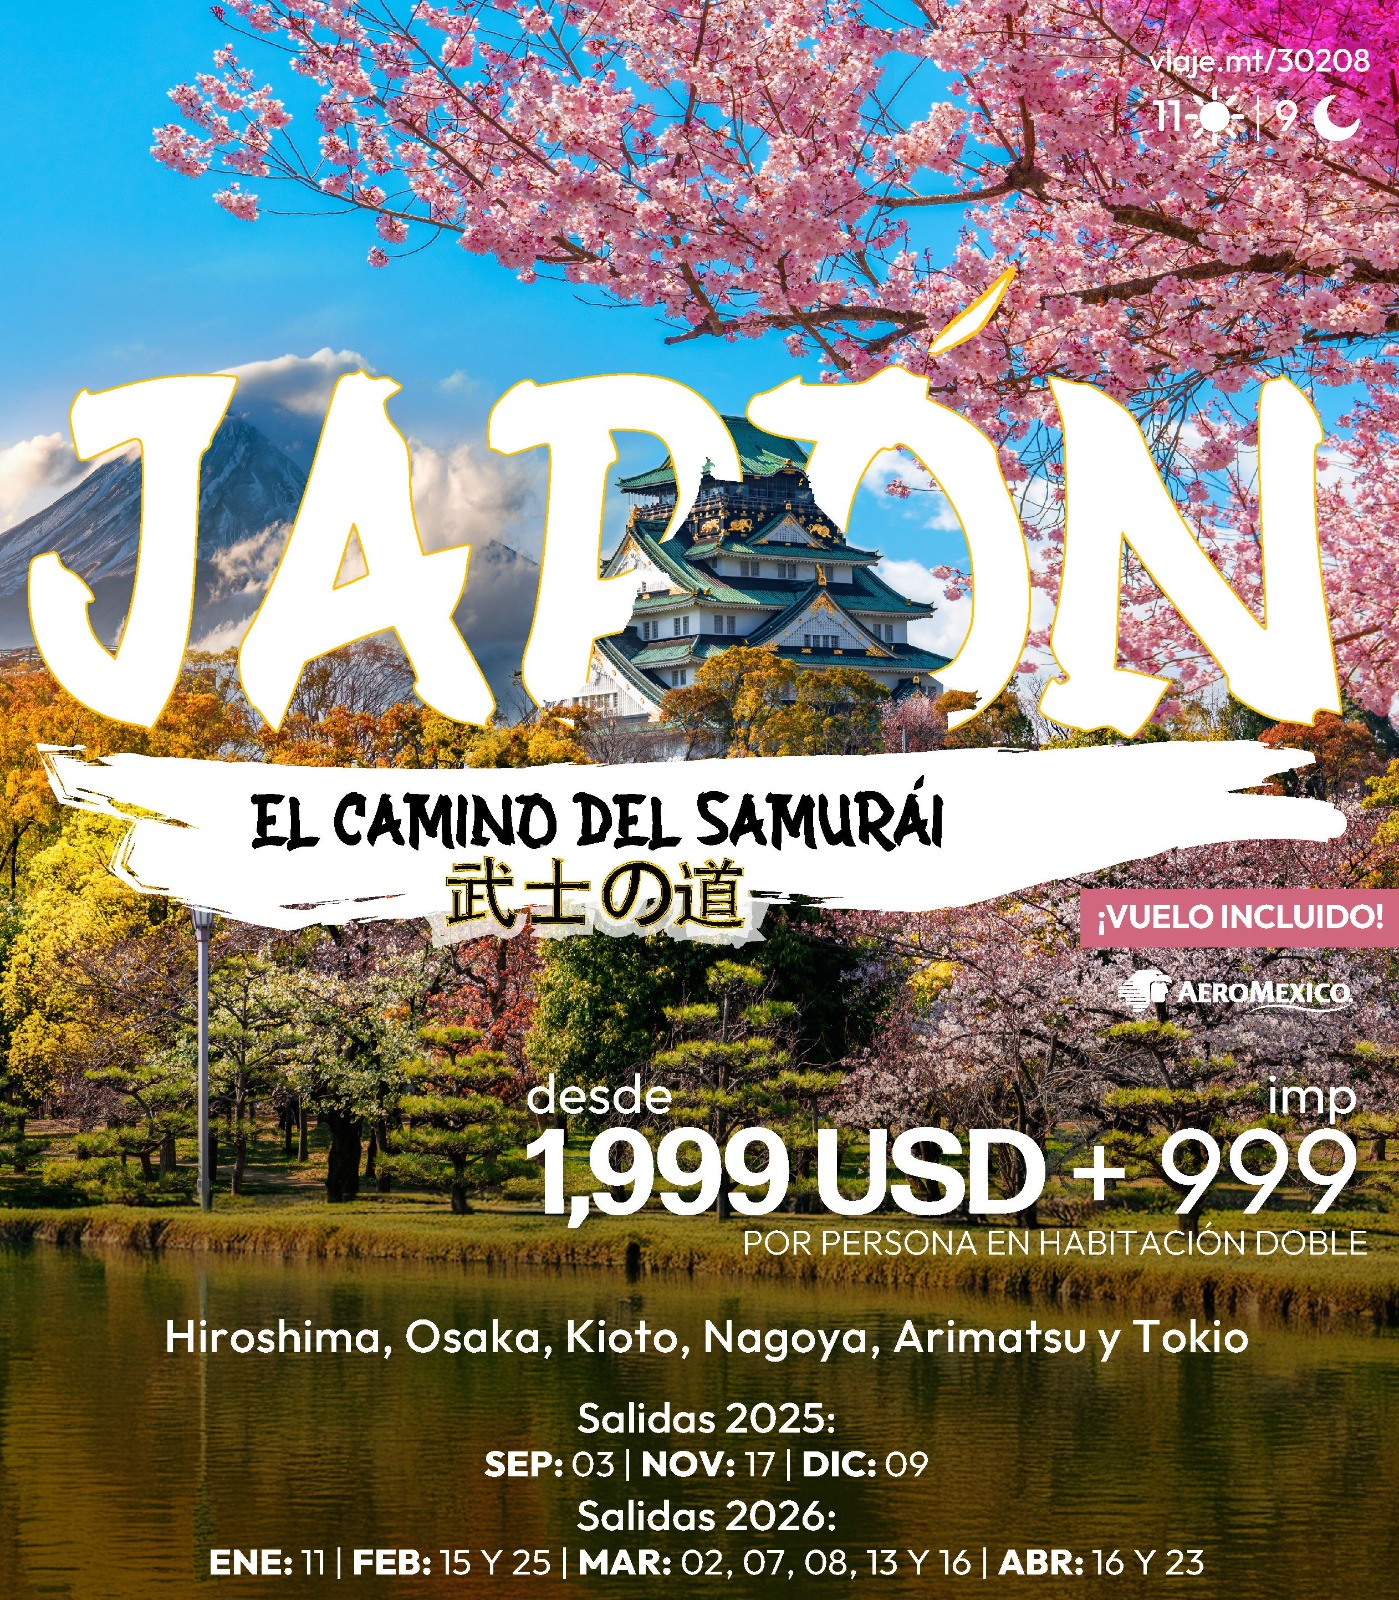 viaje.mt/30208
11 | 9
JAPÓN
EL CAMINO DEL SAMURÁI
武士の道
¡VUELO INCLUIDO!
AEROMEXICO
desde
imp
1,999 USD + 999
POR PERSONA EN HABITACIÓN DOBLE
Hiroshima, Osaka, Kioto, Nagoya, Arimatsu y Tokio
Salidas 2025:
SEP: 03 | NOV: 17 | DIC: 09
Salidas 2026:
ENE: 11 | FEB: 15 Y 25 | MAR: 02, 07, 08, 13 Y 16 | ABR: 16 Y 23